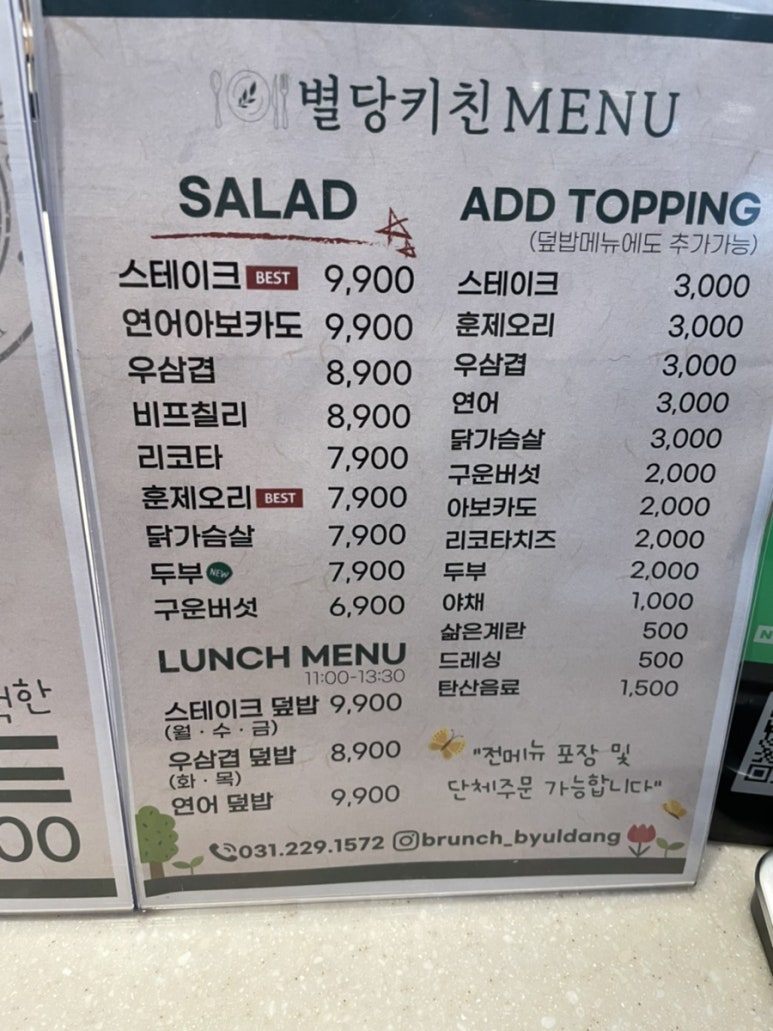 별당키친 MENU
SALAD
스테이크 BEST 9,900
연어아보카도 9,900
우삼겹 8,900
비프칠리 8,900
리코타 7,900
훈제오리 BEST 7,900
닭가슴살 7,900
두부 NEW 7,900
구운버섯 6,900
LUNCH MENU
11:00-13:30
스테이크 덮밥 9,900
(월·수·금)
우삼겹 덮밥 8,900
(화·목)
연어 덮밥 9,900
ADD TOPPING
(덮밥메뉴에도 추가가능)
스테이크 3,000
훈제오리 3,000
우삼겹 3,000
연어 3,000
닭가슴살 3,000
구운버섯 2,000
아보카도 2,000
리코타치즈 2,000
두부 2,000
야채 1,000
삶은계란 500
드레싱 500
탄산음료 1,500
"전메뉴 포장 및
단체주문 가능합니다"
031.229.1572 brunch_byuldang